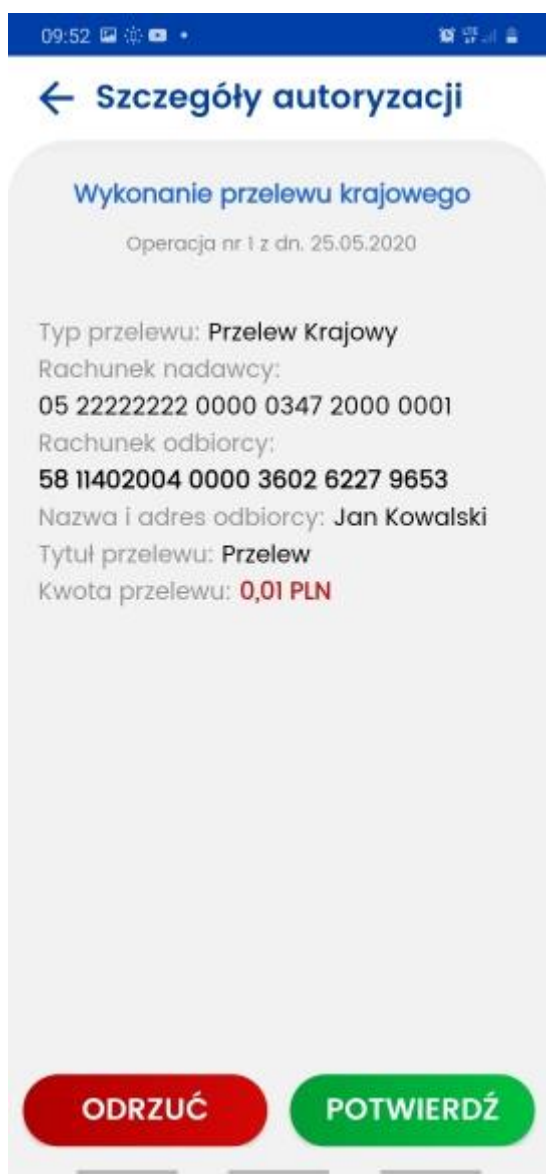 09:52
Szczegóły autoryzacji
Wykonanie przelewu krajowego
Operacja nr 1 z dn. 25.05.2020
Typ przelewu: Przelew Krajowy
Rachunek nadawcy:
05 22222222 0000 0347 2000 0001
Rachunek odbiorcy:
58 11402004 0000 3602 6227 9653
Nazwa i adres odbiorcy: Jan Kowalski
Tytuł przelewu: Przelew
Kwota przelewu: 0,01 PLN
ODRZUĆ POTWIERDŹ